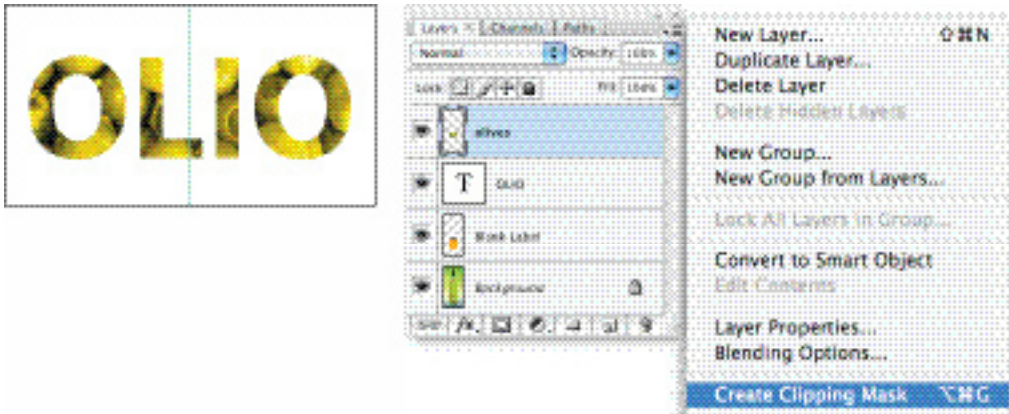 OLIO
Layers × Channels Paths
Normal Opacity: 100%
Lock: Fill: 100%
olives
T OLIO
Blank Label
Background
New Layer... ⇧⌘N
Duplicate Layer...
Delete Layer
Delete Hidden Layers
New Group...
New Group from Layers...
Lock All Layers in Group...
Convert to Smart Object
Edit Contents
Layer Properties...
Blending Options...
Create Clipping Mask ⌥⌘G